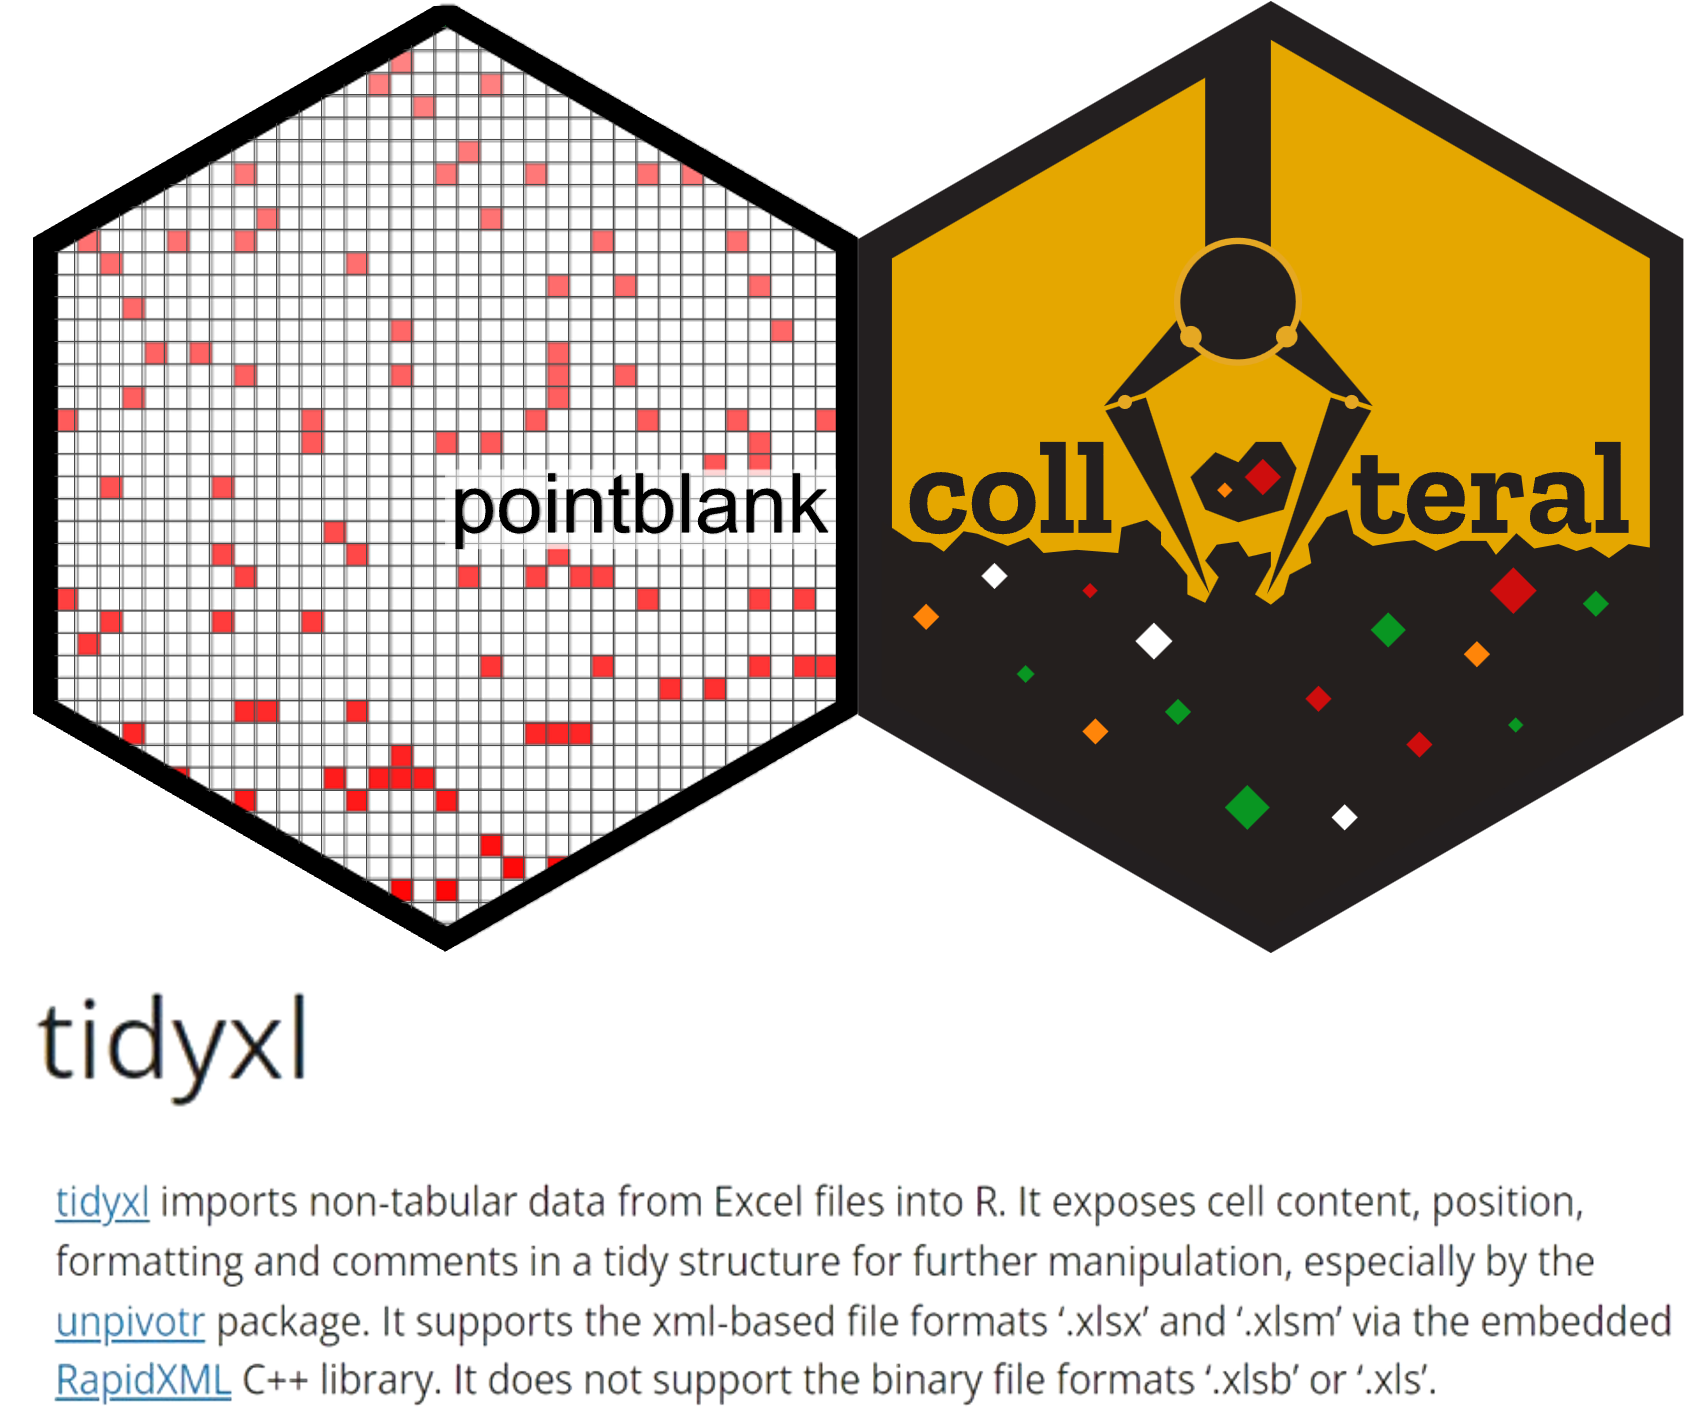 pointblank
coll teral
tidyxl
tidyxl imports non-tabular data from Excel files into R. It exposes cell content, position,
formatting and comments in a tidy structure for further manipulation, especially by the
unpivotr package. It supports the xml-based file formats ‘.xlsx’ and ‘.xlsm’ via the embedded
RapidXML C++ library. It does not support the binary file formats ‘.xlsb’ or ‘.xls’.